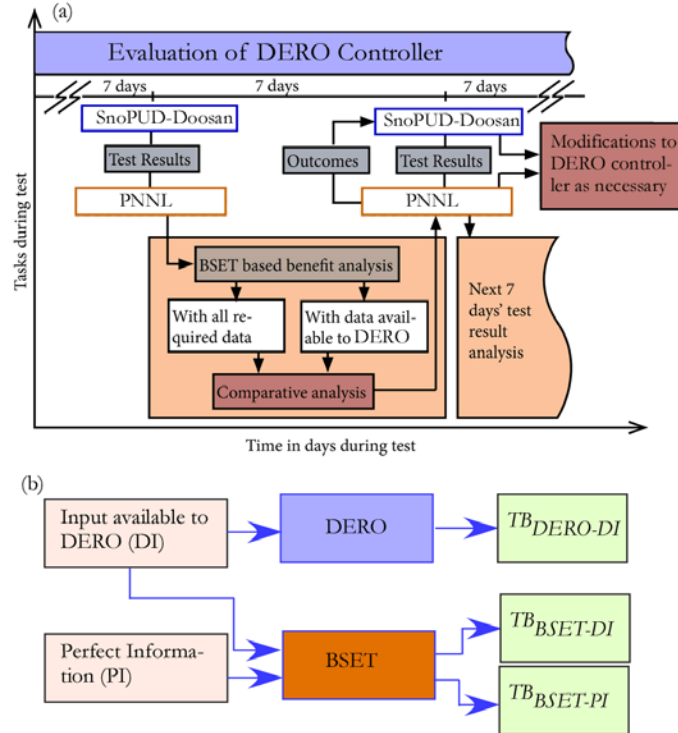 (a)
Evaluation of DERO Controller
7 days 7 days 7 days
SnoPUD-Doosan
Test Results
PNNL
SnoPUD-Doosan
Outcomes
Test Results
PNNL
Modifications to
DERO control-
ler as necessary
BSET based benefit analysis
With all re-
quired data
With data avail-
able to DERO
Comparative analysis
Next 7
days' test
result
analysis
Tasks during test
Time in days during test
(b)
Input available to
DERO (DI)
DERO
TBDERO-DI
Perfect Informa-
tion (PI)
BSET
TBBSET-DI
TBBSET-PI